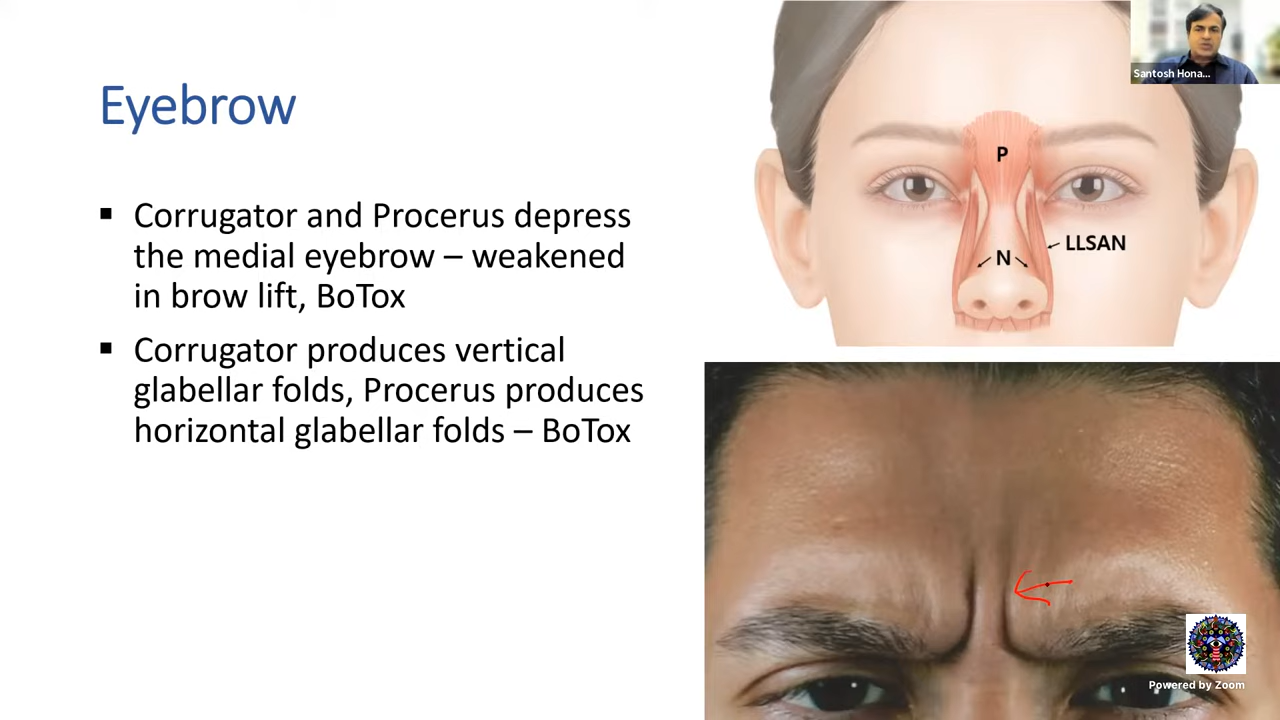 Eyebrow
▪ Corrugator and Procerus depress
the medial eyebrow – weakened
in brow lift, BoTox
▪ Corrugator produces vertical
glabellar folds, Procerus produces
horizontal glabellar folds – BoTox
Santosh Hona...
P
LLSAN
N
Powered by Zoom